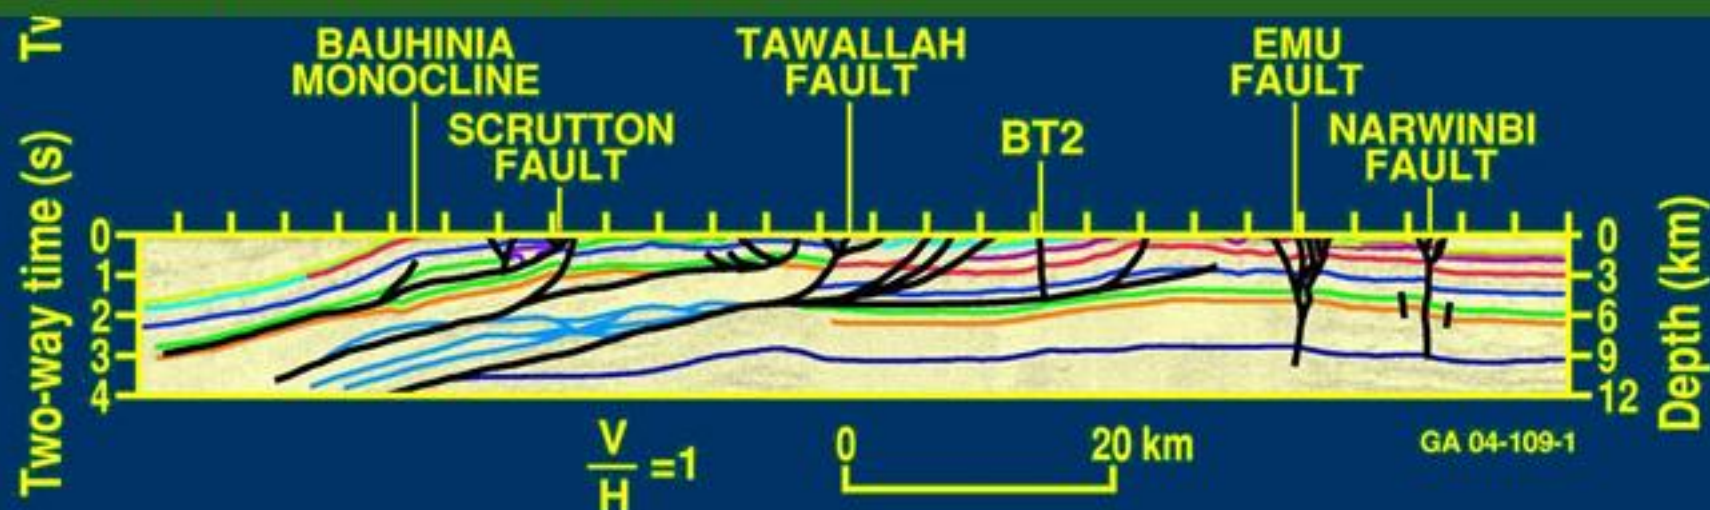 Tw
BAUHINIA
MONOCLINE
TAWALLAH
FAULT
EMU
FAULT
SCRUTTON
FAULT
BT2
NARWINBI
FAULT
Two-way time (s)
0
1
2
3
4
0
3
6
9
12
Depth (km)
V
H
=1
0
20 km
GA 04-109-1